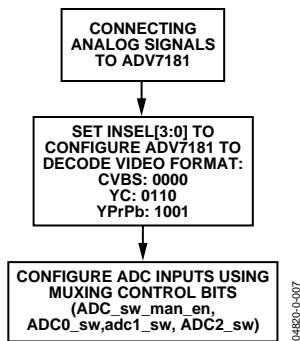 CONNECTING
ANALOG SIGNALS
TO ADV7181
SET INSEL[3:0] TO
CONFIGURE ADV7181 TO
DECODE VIDEO FORMAT:
CVBS: 0000
YC: 0110
YPrPb: 1001
CONFIGURE ADC INPUTS USING
MUXING CONTROL BITS
(ADC_sw_man_en,
ADC0_sw,adc1_sw, ADC2_sw)
04820-0-007